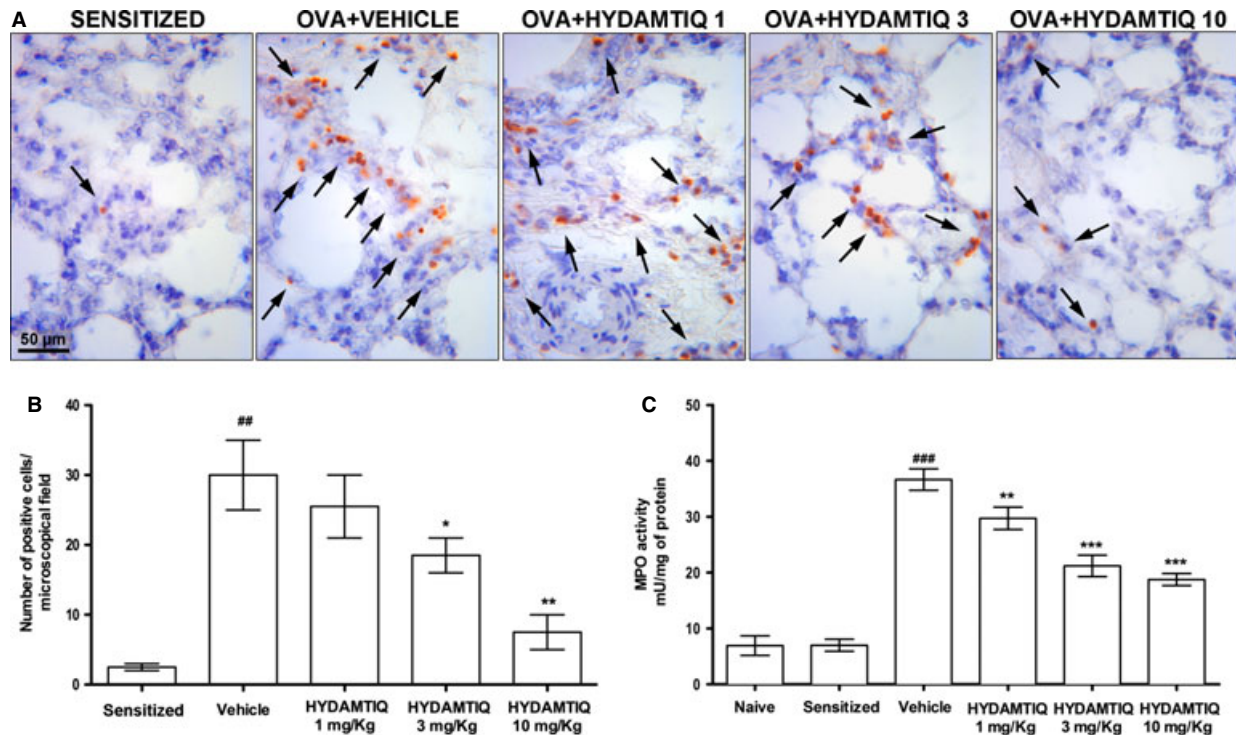 A
SENSITIZED OVA+VEHICLE OVA+HYDAMTIQ 1 OVA+HYDAMTIQ 3 OVA+HYDAMTIQ 10
50 µm
B
Number of positive cells/
microscopical field
40
30
20
10
0
##
*
**
Sensitized Vehicle HYDAMTIQ HYDAMTIQ HYDAMTIQ
1 mg/Kg 3 mg/Kg 10 mg/Kg
C
MPO activity
mU/mg of protein
50
40
30
20
10
0
###
**
***
***
Naive Sensitized Vehicle HYDAMTIQ HYDAMTIQ HYDAMTIQ
1 mg/Kg 3 mg/Kg 10 mg/Kg